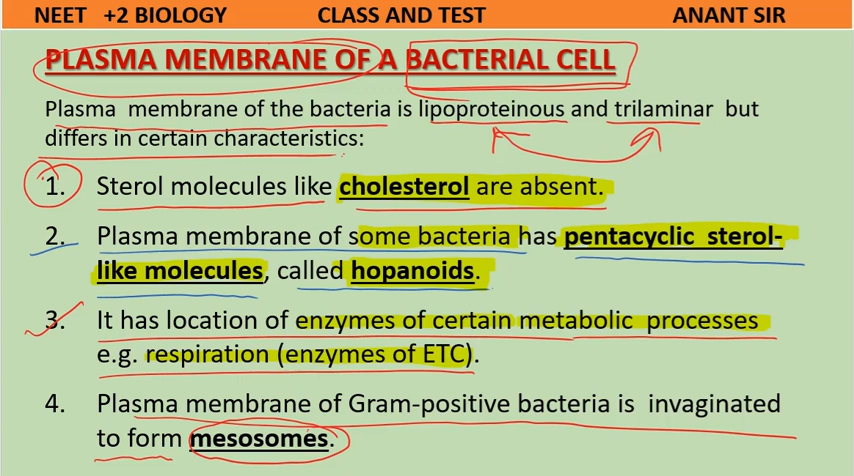 NEET +2 BIOLOGY CLASS AND TEST ANANT SIR
PLASMA MEMBRANE OF A BACTERIAL CELL
Plasma membrane of the bacteria is lipoproteinous and trilaminar but
differs in certain characteristics:
1. Sterol molecules like cholesterol are absent.
2. Plasma membrane of some bacteria has pentacyclic sterol-
like molecules, called hopanoids.
3. It has location of enzymes of certain metabolic processes
e.g. respiration (enzymes of ETC).
4. Plasma membrane of Gram-positive bacteria is invaginated
to form mesosomes.